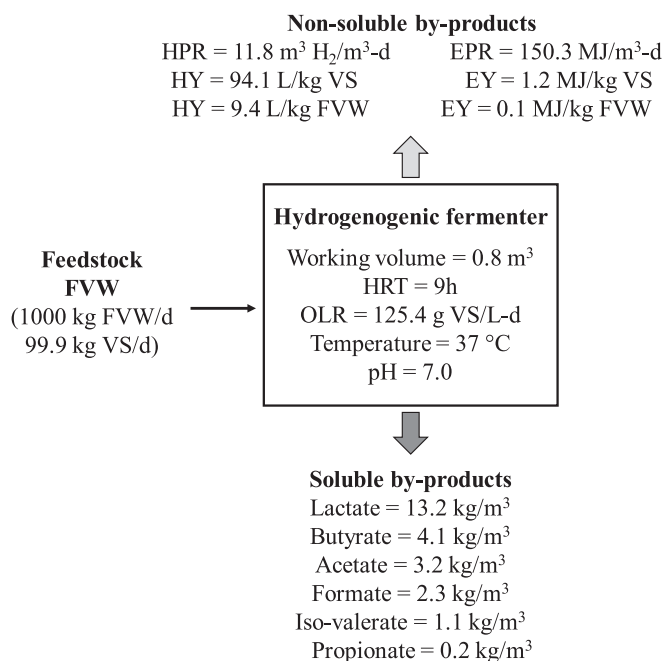 Non-soluble by-products
HPR = 11.8 m³ H₂/m³-d EPR = 150.3 MJ/m³-d
HY = 94.1 L/kg VS EY = 1.2 MJ/kg VS
HY = 9.4 L/kg FVW EY = 0.1 MJ/kg FVW
Feedstock
FVW
(1000 kg FVW/d
99.9 kg VS/d)
Hydrogenogenic fermenter
Working volume = 0.8 m³
HRT = 9h
OLR = 125.4 g VS/L-d
Temperature = 37 °C
pH = 7.0
Soluble by-products
Lactate = 13.2 kg/m³
Butyrate = 4.1 kg/m³
Acetate = 3.2 kg/m³
Formate = 2.3 kg/m³
Iso-valerate = 1.1 kg/m³
Propionate = 0.2 kg/m³